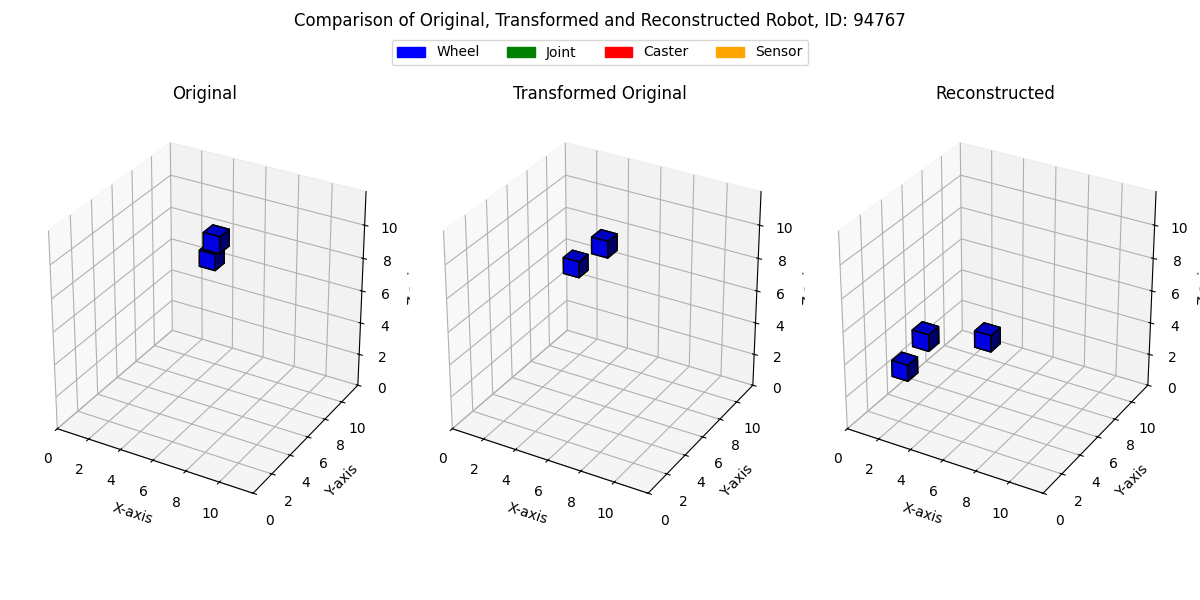 Comparison of Original, Transformed and Reconstructed Robot, ID: 94767
Wheel Joint Caster Sensor
Original Transformed Original Reconstructed
10 10 10
8 8 8
6 6 6
4 4 4
2 2 2
0 0 0
10 10 10
8 8 8
6 6 6
4 4 4
2 2 2
0 0 0
0 2 4 6 8 10 0 2 4 6 8 10 0 2 4 6 8 10
Y-axis Y-axis Y-axis
X-axis X-axis X-axis